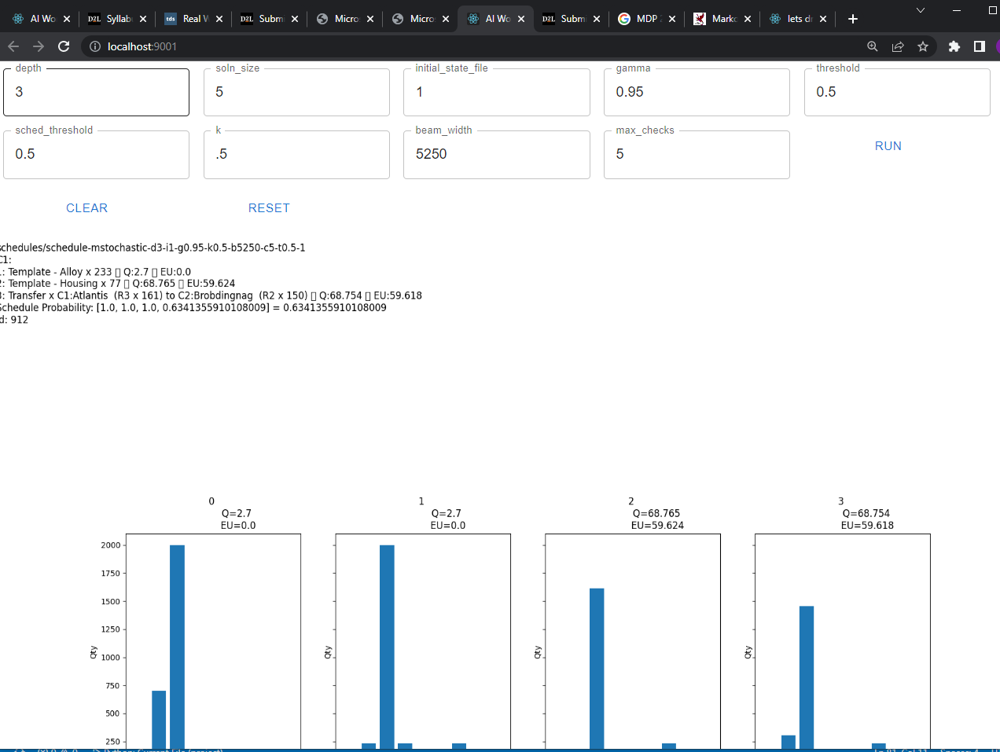 AI Wo
D2L Syllab
tds Real W
D2L Subm
Micros
Micro
AI Wo
D2L Subm
MDP
Marko
lets d
localhost:9001
depth soln_size initial_state_file gamma threshold
3 5 1 0.95 0.5
sched_threshold k beam_width max_checks
0.5 .5 5250 5 RUN
CLEAR RESET
schedules/schedule-mstochastic-d3-i1-g0.95-k0.5-b5250-c5-t0.5-1
C1:
1: Template - Alloy x 233 ▯ Q:2.7 ▯ EU:0.0
2: Template - Housing x 77 ▯ Q:68.765 ▯ EU:59.624
3: Transfer x C1:Atlantis (R3 x 161) to C2:Brobdingnag (R2 x 150) ▯ Q:68.754 ▯ EU:59.618
Schedule Probability: [1.0, 1.0, 1.0, 0.6341355910108009] = 0.6341355910108009
d: 912
0 1 2 3
Q=2.7 Q=2.7 Q=68.765 Q=68.754
EU=0.0 EU=0.0 EU=59.624 EU=59.618
2000
1750
1500
1250
Qty 1000 Qty Qty Qty
750
500
250